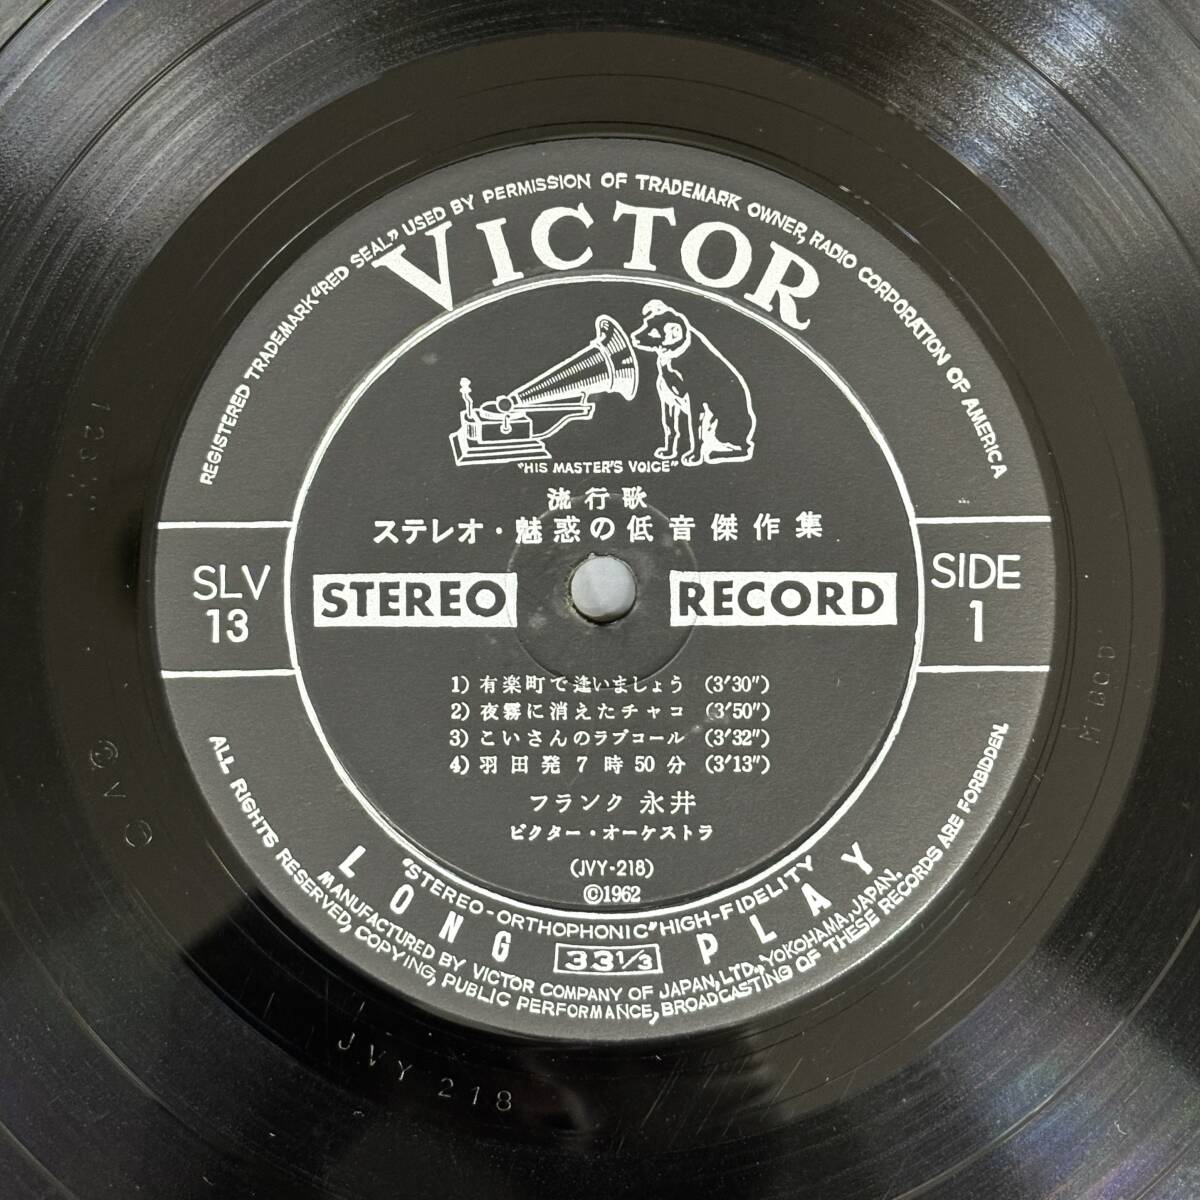 REGISTERED TRADEMARK "RED SEAL" USED BY PERMISSION OF TRADEMARK OWNER, RADIO CORPORATION OF AMERICA
VICTOR
"HIS MASTER'S VOICE"
流行歌
ステレオ・魅惑の低音傑作集
SLV
13
STEREO
RECORD
SIDE
1
1) 有楽町で逢いましょう (3′30″)
2) 夜霧に消えたチャコ (3′50″)
3) こいさんのラブコール (3′32″)
4) 羽田発7時50分 (3′13″)
フランク永井
ビクター・オーケストラ
(JVY-218)
©1962
"STEREO-ORTHOPHONIC" HIGH-FIDELITY
LONG 33 1/3 PLAY
MANUFACTURED BY VICTOR COMPANY OF JAPAN, LTD., YOKOHAMA, JAPAN.
ALL RIGHTS RESERVED, COPYING, PUBLIC PERFORMANCE, BROADCASTING OF THESE RECORDS ARE FORBIDDEN.
JVY 218